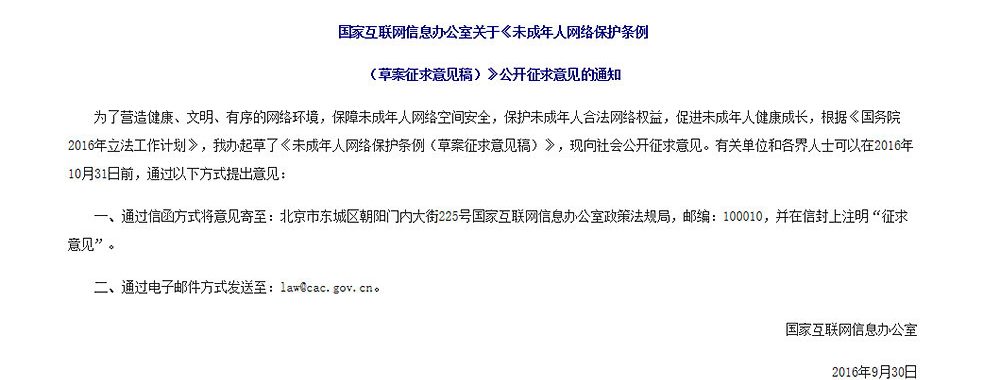 国家互联网信息办公室关于《未成年人网络保护条例
（草案征求意见稿）》公开征求意见的通知
为了营造健康、文明、有序的网络环境，保障未成年人网络空间安全，保护未成年人合法网络权益，促进未成年人健康成长，根据《国务院
2016年立法工作计划》，我办起草了《未成年人网络保护条例（草案征求意见稿）》，现向社会公开征求意见。有关单位和各界人士可以在2016年
10月31日前，通过以下方式提出意见：
一、通过信函方式将意见寄至：北京市东城区朝阳门内大街225号国家互联网信息办公室政策法规局，邮编：100010，并在信封上注明“征求
意见”。
二、通过电子邮件方式发送至：law@cac.gov.cn。
国家互联网信息办公室
2016年9月30日